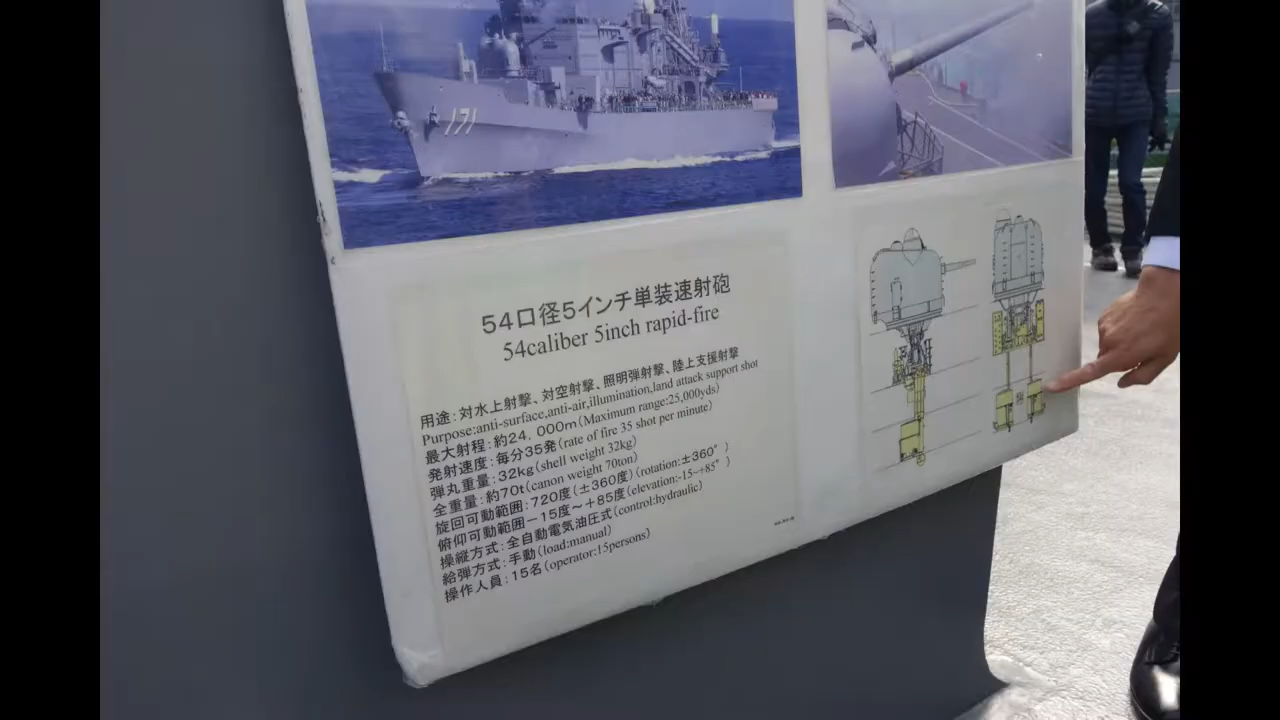 171
54口径5インチ単装速射砲
54caliber 5inch rapid-fire
用途：対水上射撃、対空射撃、照明弾射撃、陸上支援射撃
Purpose:anti-surface,anti-air,illumination,land attack support shot
最大射程：約24，000m(Maximum range:25,000yds)
発射速度：毎分35発(rate of fire 35 shot per minute)
弾丸重量：32kg(shell weight 32kg)
全重量：約70t(canon weight 70ton)
旋回可動範囲：720度(±360度)(rotation:±360°)
俯仰可動範囲－15度～＋85度(elevation:-15~+85°)
操縦方式：全自動電気油圧式(control:hydraulic)
給弾方式：手動(load:manual)
操作人員：15名(operator:15persons)